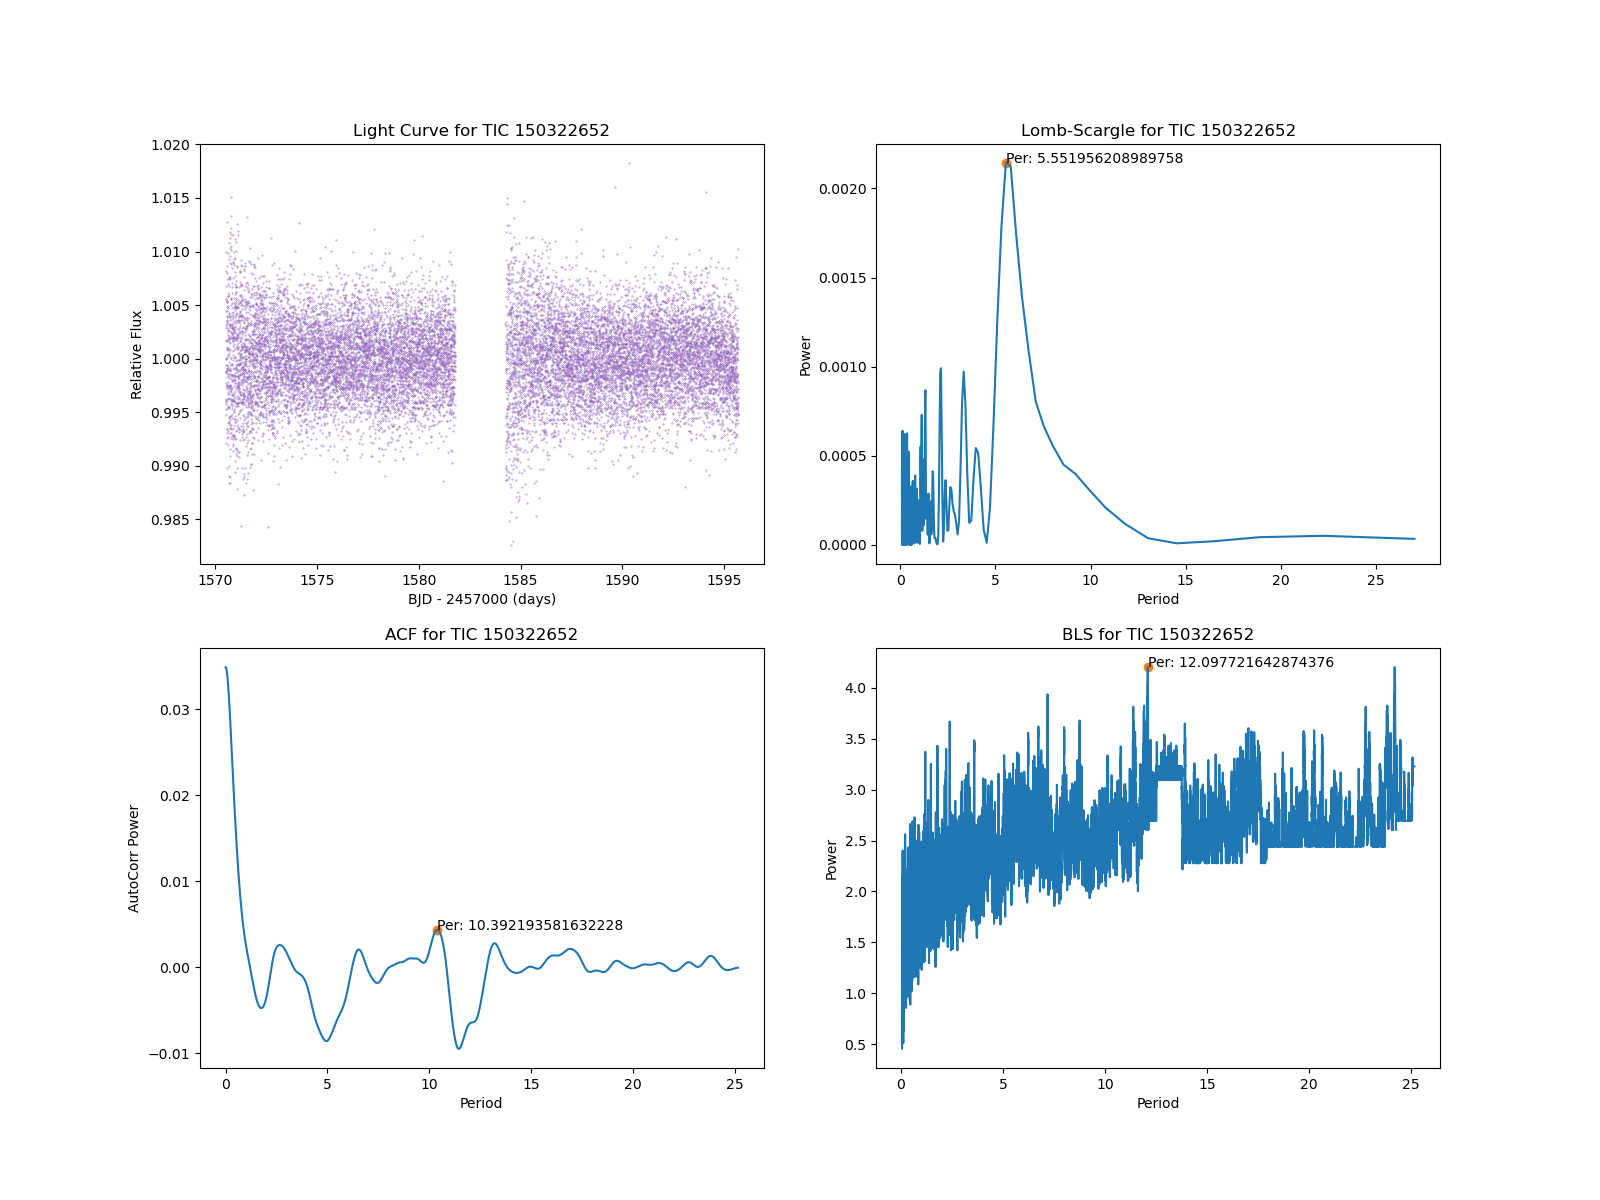 Light Curve for TIC 150322652
1.020
1.015
1.010
1.005
1.000
0.995
0.990
0.985
Relative Flux
1570 1575 1580 1585 1590 1595
BJD - 2457000 (days)
Lomb-Scargle for TIC 150322652
Per: 5.551956208989758
0.0020
0.0015
0.0010
0.0005
0.0000
Power
0 5 10 15 20 25
Period
ACF for TIC 150322652
0.03
0.02
0.01
0.00
−0.01
AutoCorr Power
Per: 10.392193581632228
0 5 10 15 20 25
Period
BLS for TIC 150322652
Per: 12.097721642874376
4.0
3.5
3.0
2.5
2.0
1.5
1.0
0.5
Power
0 5 10 15 20 25
Period